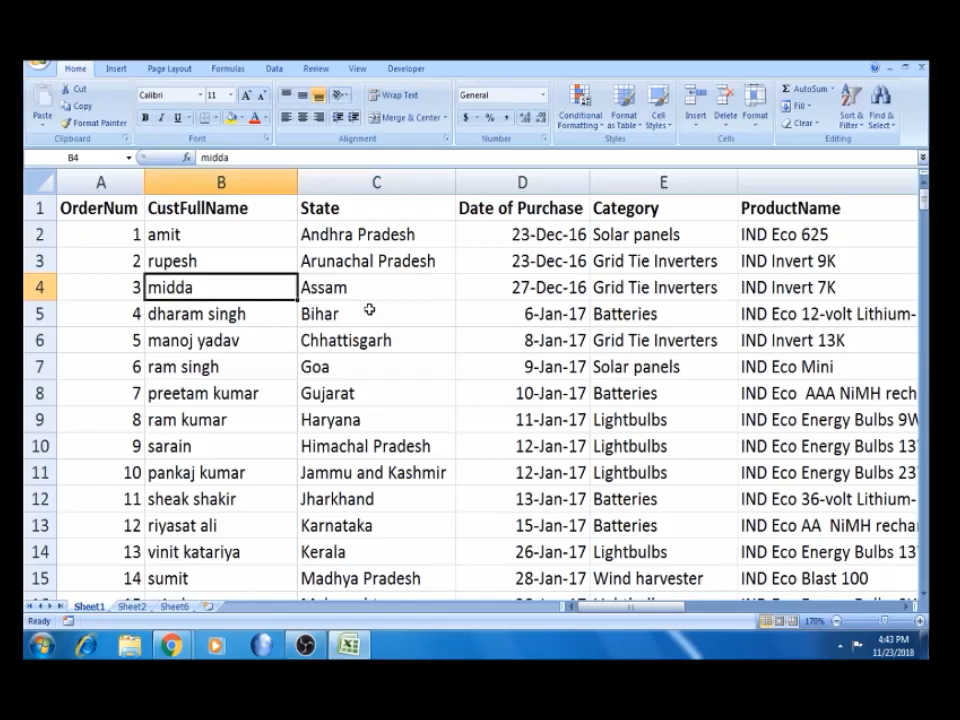 Home Insert Page Layout Formulas Data Review View Developer
Cut
Copy
Format Painter
Paste
Clipboard
Calibri 11
B I U
Font
Wrap Text
Merge & Center
Alignment
General
$ % ,
Number
Conditional Formatting
Format as Table
Cell Styles
Styles
Insert Delete Format
Cells
Σ AutoSum
Fill
Clear
Sort & Filter
Find & Select
Editing
B4 fx midda
A B C D E
1 OrderNum CustFullName State Date of Purchase Category ProductName
2 1 amit Andhra Pradesh 23-Dec-16 Solar panels IND Eco 625
3 2 rupesh Arunachal Pradesh 23-Dec-16 Grid Tie Inverters IND Invert 9K
4 3 midda Assam 27-Dec-16 Grid Tie Inverters IND Invert 7K
5 4 dharam singh Bihar 6-Jan-17 Batteries IND Eco 12-volt Lithium-
6 5 manoj yadav Chhattisgarh 8-Jan-17 Grid Tie Inverters IND Invert 13K
7 6 ram singh Goa 9-Jan-17 Solar panels IND Eco Mini
8 7 preetam kumar Gujarat 10-Jan-17 Batteries IND Eco  AAA NiMH rech
9 8 ram kumar Haryana 11-Jan-17 Lightbulbs IND Eco Energy Bulbs 9W
10 9 sarain Himachal Pradesh 12-Jan-17 Lightbulbs IND Eco Energy Bulbs 13
11 10 pankaj kumar Jammu and Kashmir 12-Jan-17 Lightbulbs IND Eco Energy Bulbs 23
12 11 sheak shakir Jharkhand 13-Jan-17 Batteries IND Eco 36-volt Lithium-
13 12 riyasat ali Karnataka 15-Jan-17 Batteries IND Eco AA  NiMH recha
14 13 vinit katariya Kerala 26-Jan-17 Lightbulbs IND Eco Energy Bulbs 13
15 14 sumit Madhya Pradesh 28-Jan-17 Wind harvester IND Eco Blast 100
Sheet1 Sheet2 Sheet6
Ready 170%
4:43 PM
11/23/2018